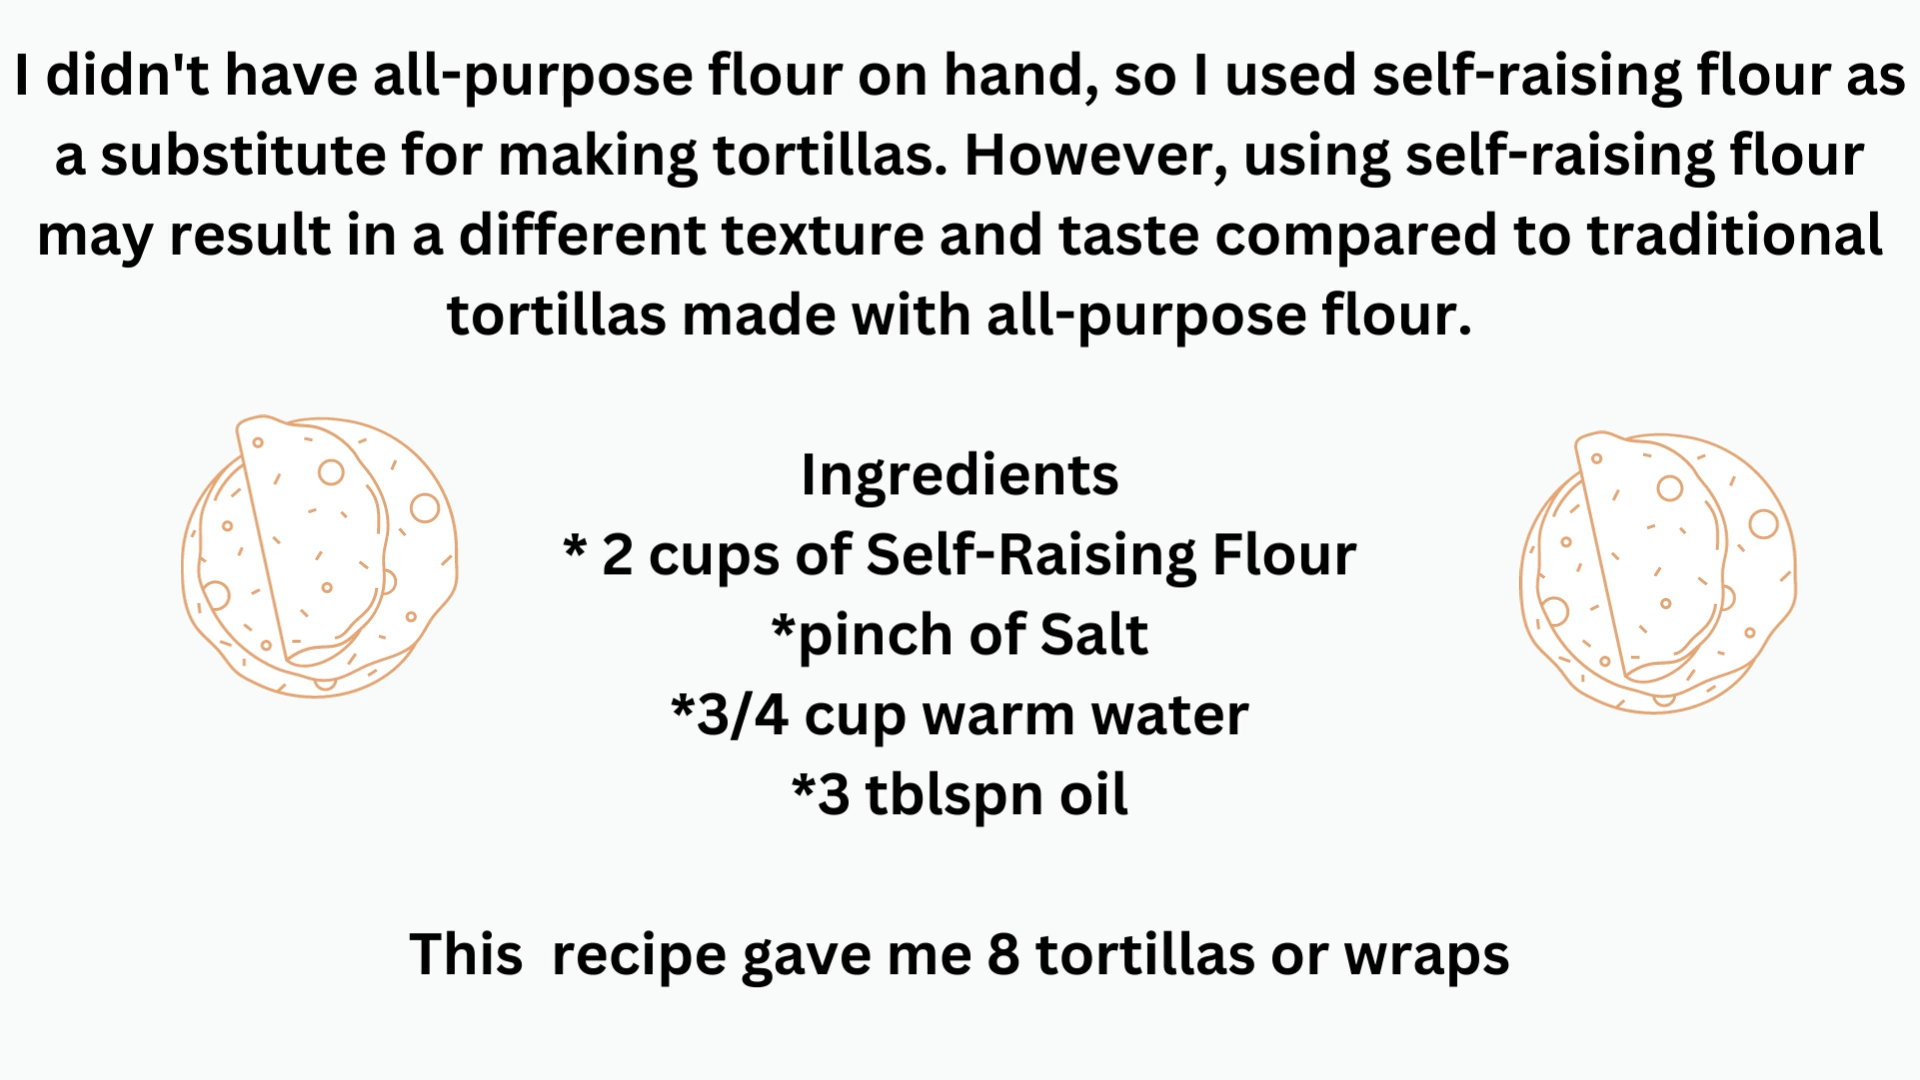 I didn't have all-purpose flour on hand, so I used self-raising flour as
a substitute for making tortillas. However, using self-raising flour
may result in a different texture and taste compared to traditional
tortillas made with all-purpose flour.
Ingredients
* 2 cups of Self-Raising Flour
*pinch of Salt
*3/4 cup warm water
*3 tblspn oil
This  recipe gave me 8 tortillas or wraps